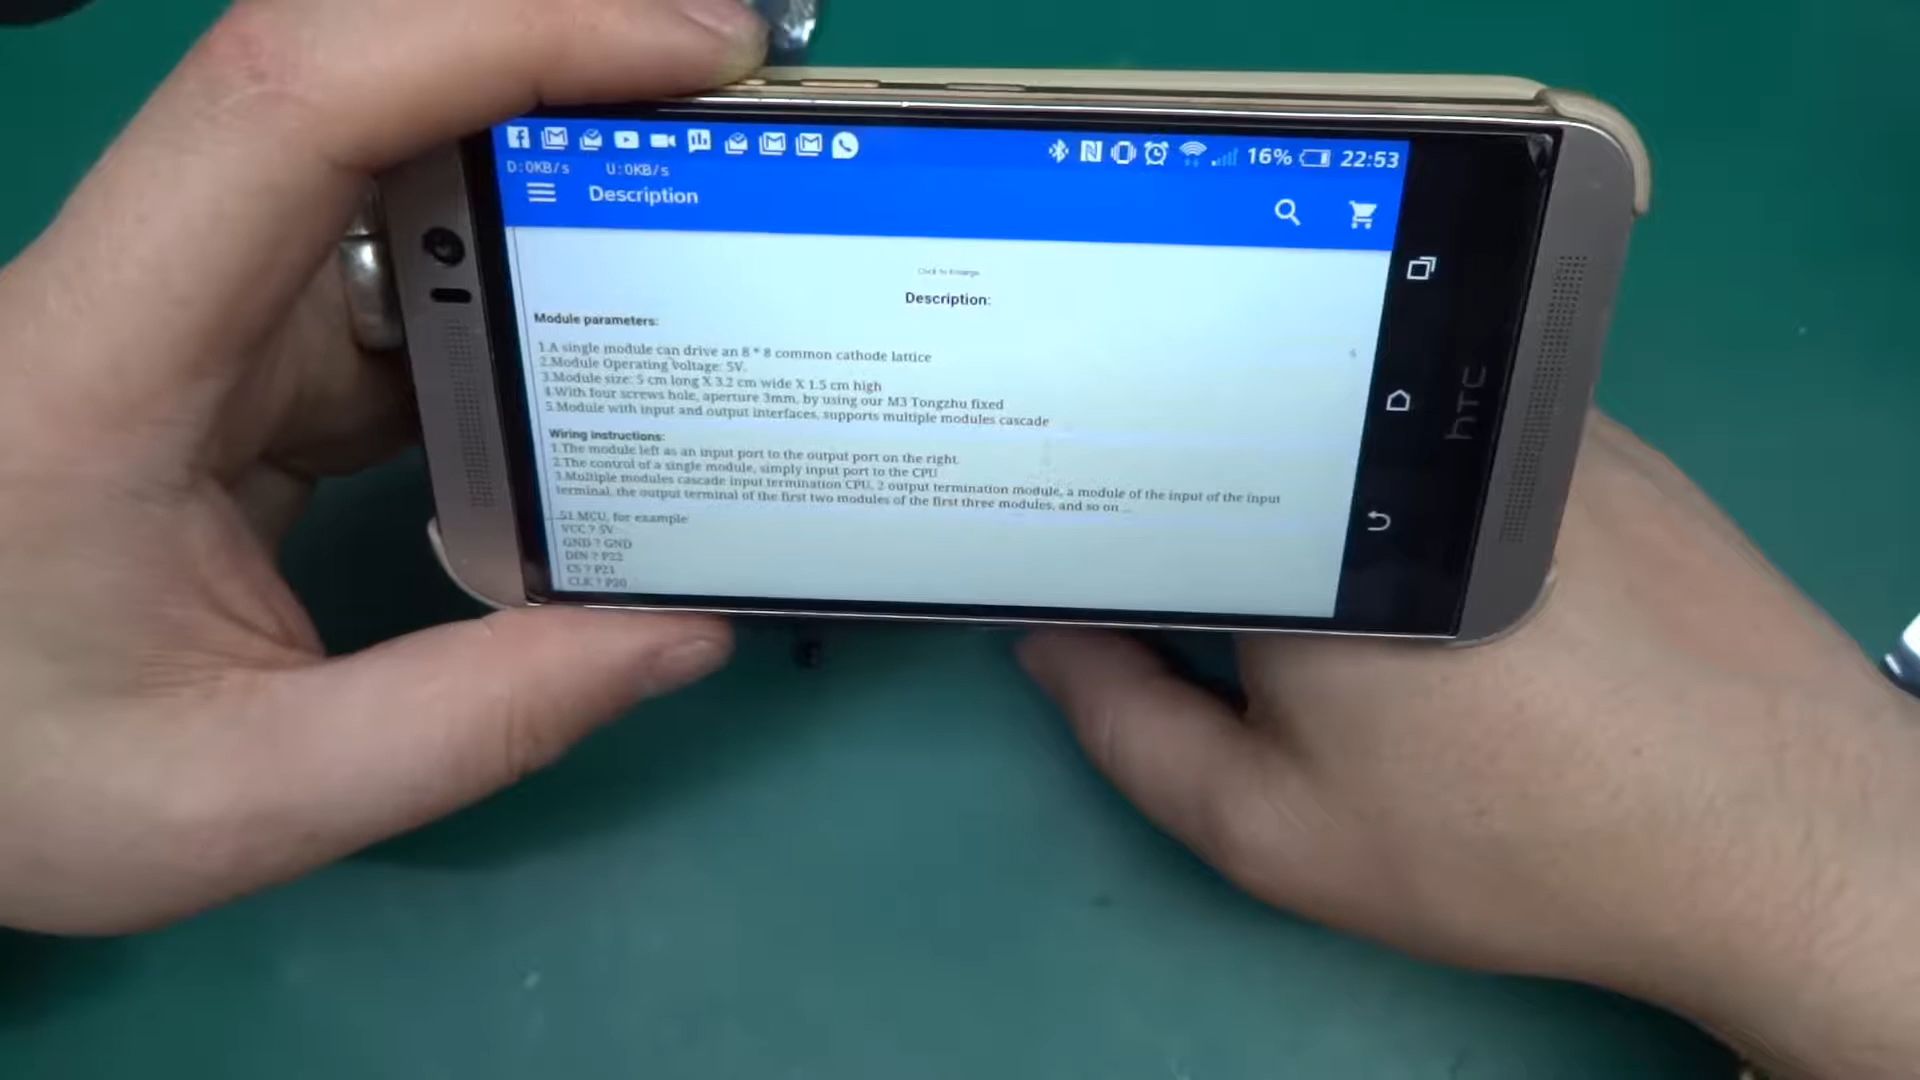 16% 22:53
D:0KB/s U:0KB/s
Description
Click to Enlarge
Description:
Module parameters:
1.A single module can drive an 8 * 8 common cathode lattice
2.Module Operating voltage: 5V.
3.Module size: 5 cm long X 3.2 cm wide X 1.5 cm high
4.With four screws hole, aperture 3mm, by using our M3 Tongzhu fixed
5.Module with input and output interfaces, supports multiple modules cascade
Wiring instructions:
1.The module left as an input port to the output port on the right.
2.The control of a single module, simply input port to the CPU
3.Multiple modules cascade input termination CPU, 2 output termination module, a module of the input of the input
terminal, the output terminal of the first two modules of the first three modules, and so on ...
51 MCU, for example
VCC ? 5V
GND ? GND
DIN ? P22
CS ? P21
CLK ? P20
hTC